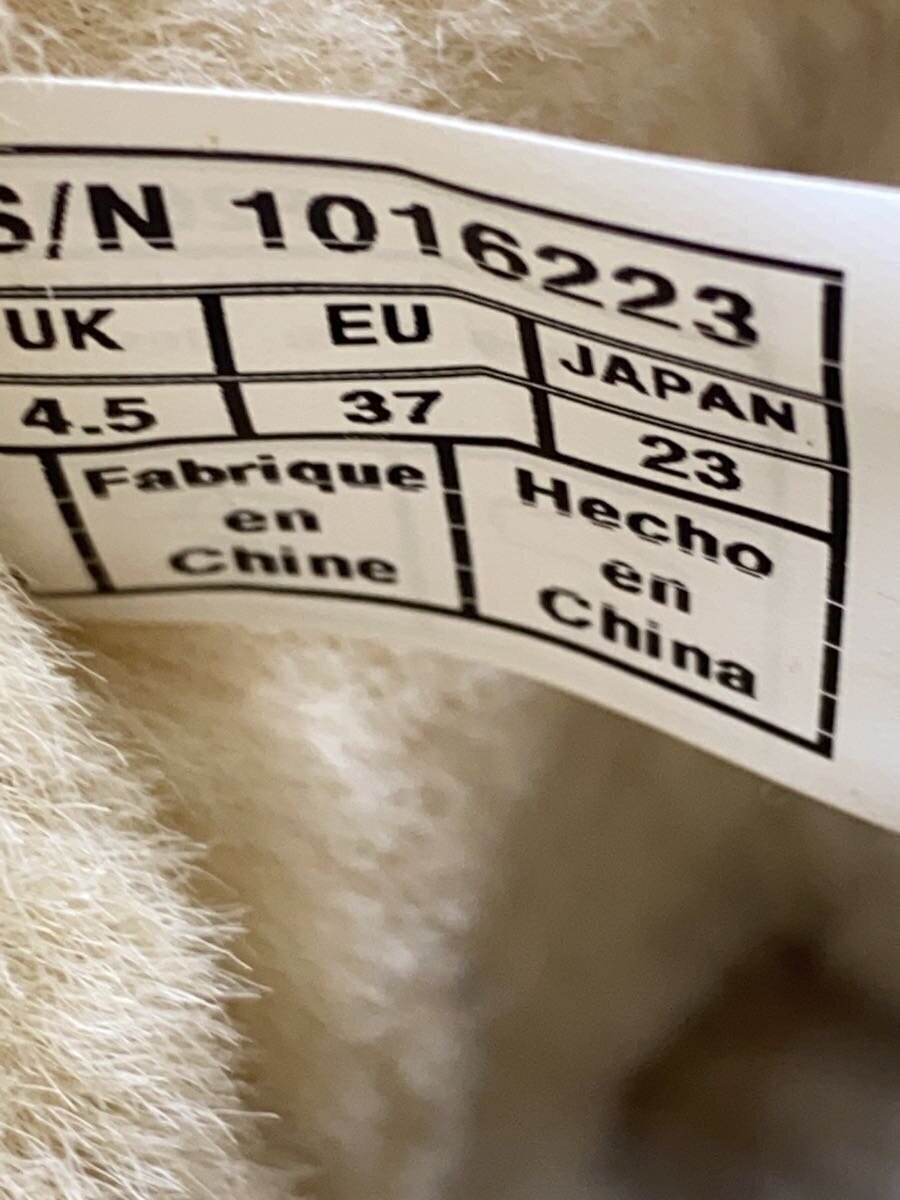 S/N 1016223
UK EU JAPAN
4.5 37 23
Fabrique
en
Chine
Hecho
en
China